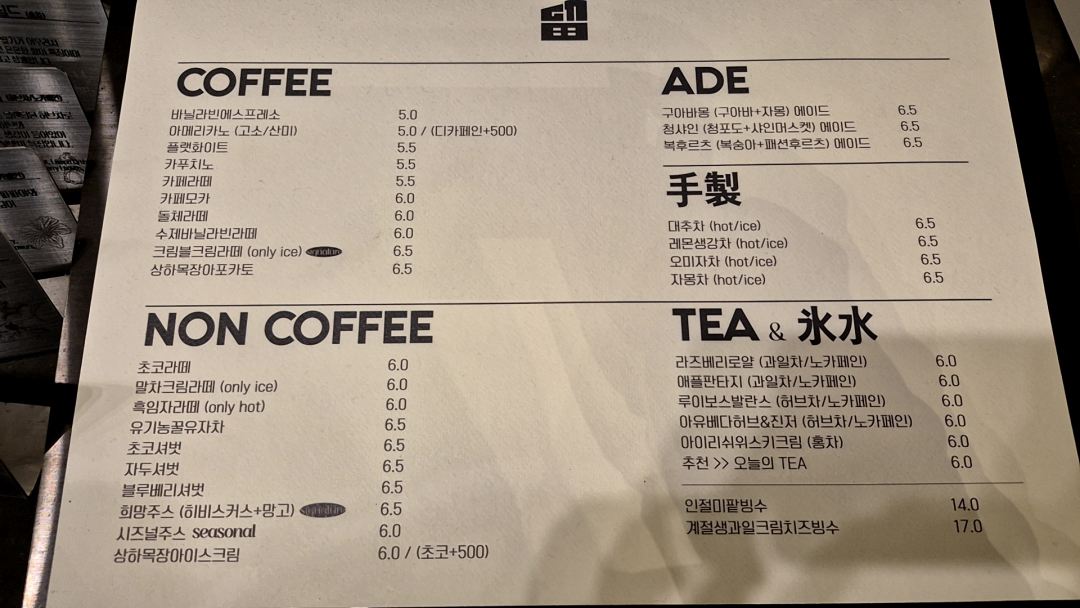 COFFEE
바닐라빈에스프레소 5.0
아메리카노 (고소/산미) 5.0 / (디카페인+500)
플랫화이트 5.5
카푸치노 5.5
카페라떼 5.5
카페모카 6.0
돌체라떼 6.0
수제바닐라빈라떼 6.0
크림블크림라떼 (only ice) 6.5
상하목장아포카토 6.5
NON COFFEE
초코라떼 6.0
말차크림라떼 (only ice) 6.0
흑임자라떼 (only hot) 6.0
유기농꿀유자차 6.5
초코셔벗 6.5
자두셔벗 6.5
블루베리셔벗 6.5
희망주스 (히비스커스+망고) 6.5
시즈널주스 seasonal 6.0
상하목장아이스크림 6.0 / (초코+500)
ADE
구아바몽 (구아바+자몽) 에이드 6.5
청샤인 (청포도+샤인머스켓) 에이드 6.5
복후르츠 (복숭아+패션후르츠) 에이드 6.5
手製
대추차 (hot/ice) 6.5
레몬생강차 (hot/ice) 6.5
오미자차 (hot/ice) 6.5
자몽차 (hot/ice) 6.5
TEA & 氷水
라즈베리로얄 (과일차/노카페인) 6.0
애플판타지 (과일차/노카페인) 6.0
루이보스발란스 (허브차/노카페인) 6.0
아유베다허브&진저 (허브차/노카페인) 6.0
아이리쉬위스키크림 (홍차) 6.0
추천 >> 오늘의 TEA 6.0
인절미팥빙수 14.0
계절생과일크림치즈빙수 17.0